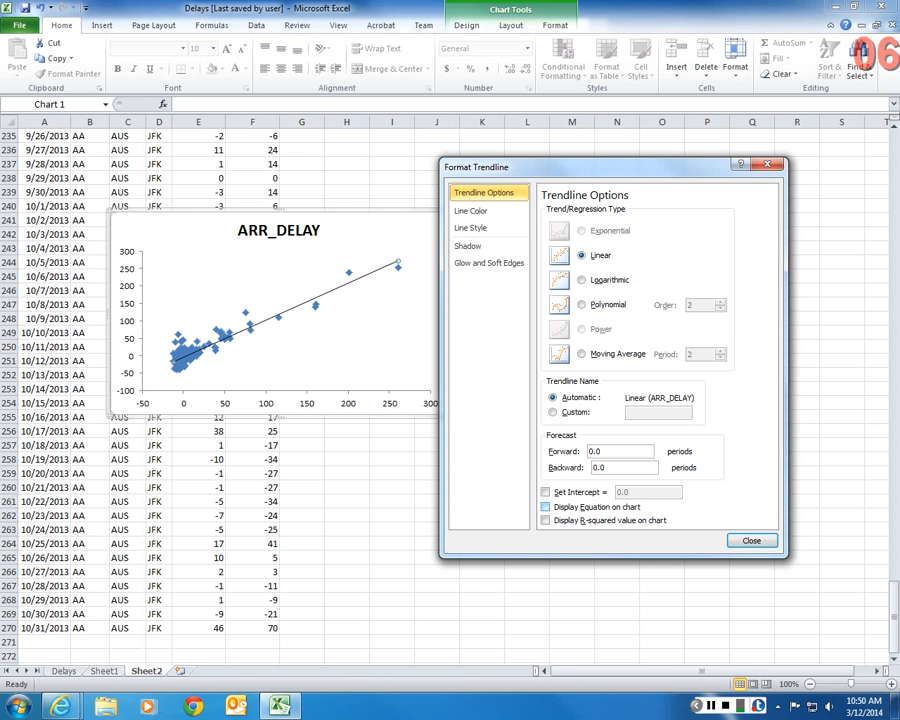 Delays [Last saved by user] - Microsoft Excel
Chart Tools
File Home Insert Page Layout Formulas Data Review View Acrobat Team Design Layout Format
06
Paste Cut Copy Format Painter
10 A A Wrap Text General
B I U Merge & Center $ % ,
Conditional Formatting Format as Table Cell Styles Insert Delete Format
AutoSum Fill Clear Sort & Filter Find & Select
Clipboard Font Alignment Number Styles Cells Editing
Chart 1 fx
A B C D E F G H I J K L M N O P Q R S T
235 9/26/2013 AA AUS JFK -2 -6
236 9/27/2013 AA AUS JFK 11 24
237 9/28/2013 AA AUS JFK 1 14
238 9/29/2013 AA AUS JFK 0 0
239 9/30/2013 AA AUS JFK -3 14
240 10/1/2013 AA AUS JFK -3 6
241 10/2/2013
242 10/3/2013
243 10/4/2013
244 10/5/2013
245 10/6/2013
246 10/7/2013
247 10/8/2013
248 10/9/2013
249 10/10/2013
250 10/11/2013
251 10/12/2013
252 10/13/2013
253 10/14/2013
254 10/15/2013
255 10/16/2013 AA AUS JFK 12 17
256 10/17/2013 AA AUS JFK 38 25
257 10/18/2013 AA AUS JFK 1 -17
258 10/19/2013 AA AUS JFK -10 -34
259 10/20/2013 AA AUS JFK -1 -27
260 10/21/2013 AA AUS JFK -1 -27
261 10/22/2013 AA AUS JFK -5 -34
262 10/23/2013 AA AUS JFK -7 -24
263 10/24/2013 AA AUS JFK -5 -25
264 10/25/2013 AA AUS JFK 17 41
265 10/26/2013 AA AUS JFK 10 5
266 10/27/2013 AA AUS JFK 2 3
267 10/28/2013 AA AUS JFK -1 -11
268 10/29/2013 AA AUS JFK 1 -9
269 10/30/2013 AA AUS JFK -9 -21
270 10/31/2013 AA AUS JFK 46 70
271
272
ARR_DELAY
300
250
200
150
100
50
0
-50
-100
-50 0 50 100 150 200 250 300
Format Trendline
Trendline Options
Line Color
Line Style
Shadow
Glow and Soft Edges
Trendline Options
Trend/Regression Type
Exponential
Linear
Logarithmic
Polynomial Order: 2
Power
Moving Average Period: 2
Trendline Name
Automatic : Linear (ARR_DELAY)
Custom:
Forecast
Forward: 0.0 periods
Backward: 0.0 periods
Set Intercept = 0.0
Display Equation on chart
Display R-squared value on chart
Close
Delays Sheet1 Sheet2
Ready 100%
10:50 AM
3/12/2014